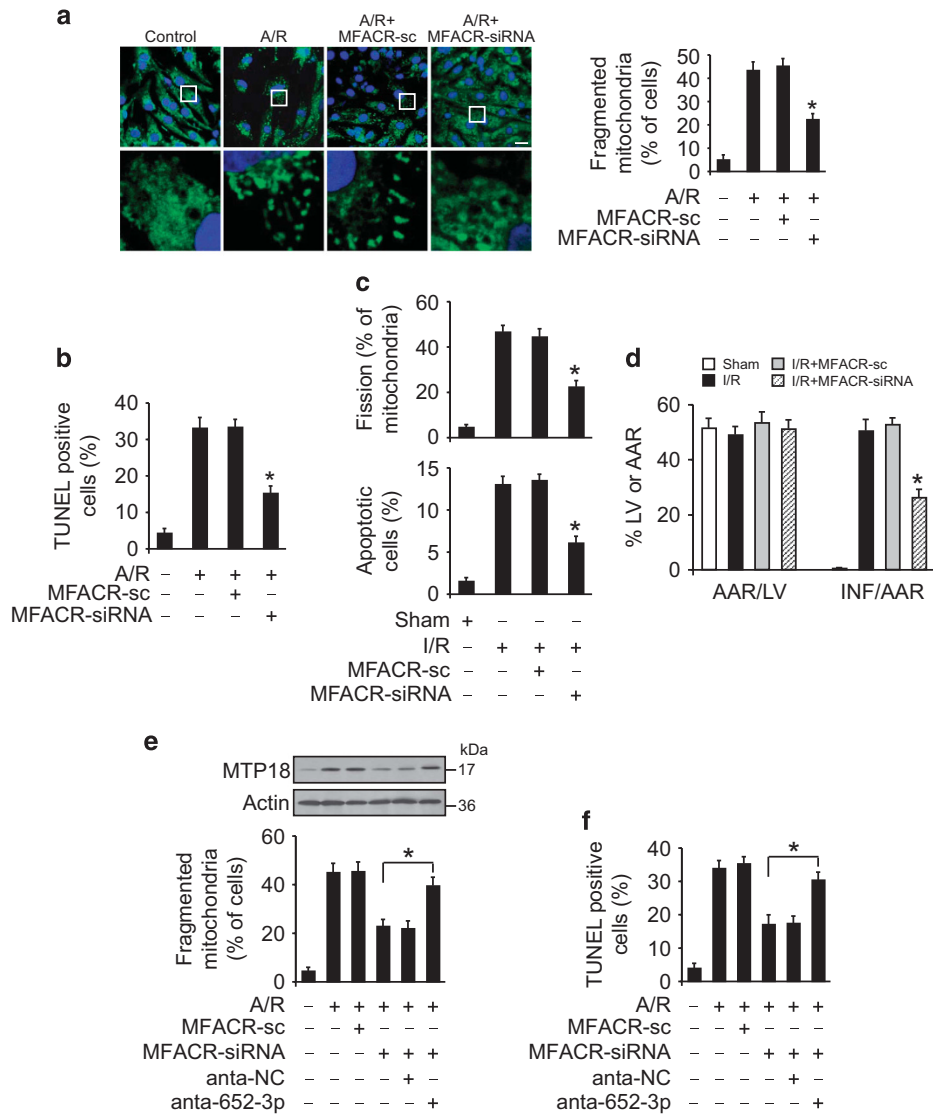 a
Control
A/R
A/R+
MFACR-sc
A/R+
MFACR-siRNA
Fragmented
mitochondria
(% of cells)
50
40
30
20
10
0
*
A/R – + + +
MFACR-sc – – + –
MFACR-siRNA – – – +
b
TUNEL positive
cells (%)
40
30
20
10
0
*
A/R – + + +
MFACR-sc – – + –
MFACR-siRNA – – – +
c
Fission (% of
mitochondria)
60
40
20
0
*
Apoptotic
cells (%)
15
10
5
0
*
Sham + – – –
I/R – + + +
MFACR-sc – – + –
MFACR-siRNA – – – +
d
Sham
I/R
I/R+MFACR-sc
I/R+MFACR-siRNA
% LV or AAR
60
40
20
0
*
AAR/LV
INF/AAR
e
kDa
MTP18
17
Actin
36
Fragmented
mitochondria
(% of cells)
60
40
20
0
*
A/R – + + + + +
MFACR-sc – – + – – –
MFACR-siRNA – – – + + +
anta-NC – – – – + –
anta-652-3p – – – – – +
f
TUNEL positive
cells (%)
40
30
20
10
0
*
A/R – + + + + +
MFACR-sc – – + – – –
MFACR-siRNA – – – + + +
anta-NC – – – – + –
anta-652-3p – – – – – +